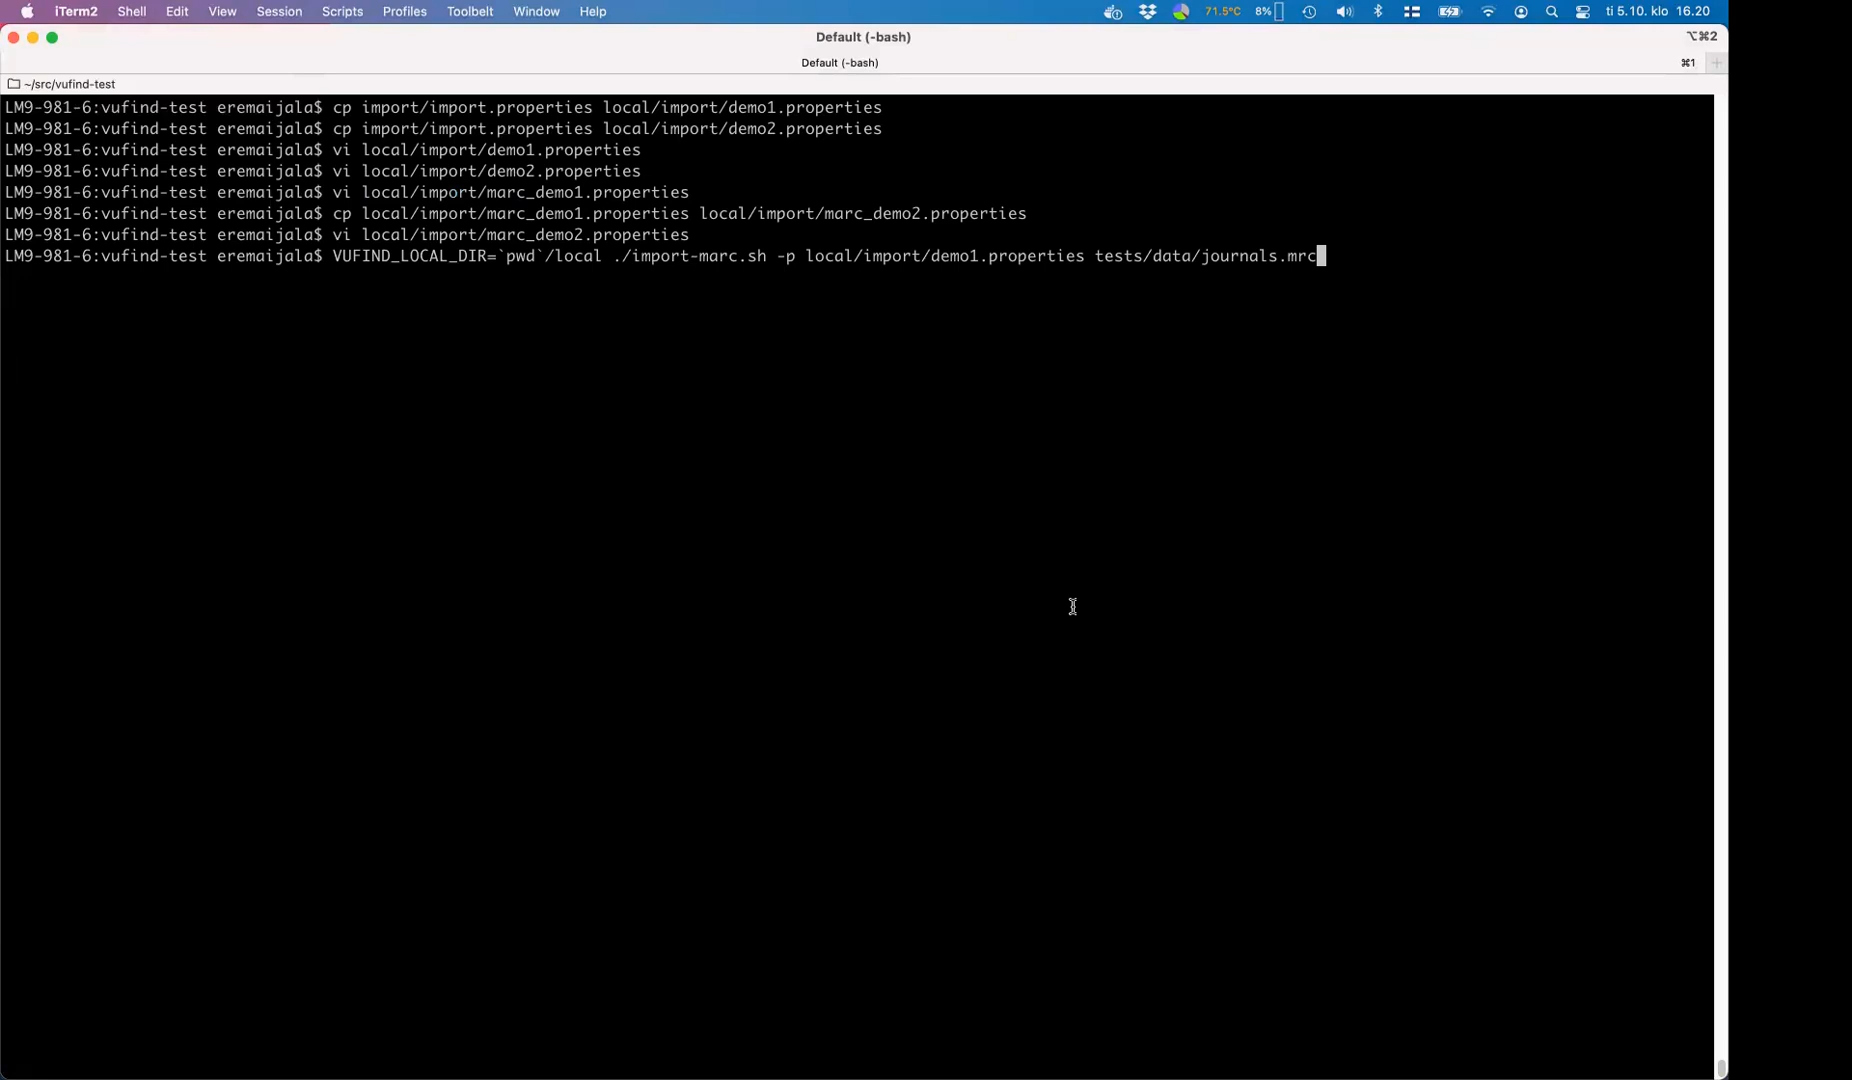 iTerm2 Shell Edit View Session Scripts Profiles Toolbelt Window Help 71.5°C 8% ti 5.10. klo 16.20
Default (-bash) ⌥⌘2
Default (-bash) ⌘1
~/src/vufind-test
LM9-981-6:vufind-test eremaijala$ cp import/import.properties local/import/demo1.properties
LM9-981-6:vufind-test eremaijala$ cp import/import.properties local/import/demo2.properties
LM9-981-6:vufind-test eremaijala$ vi local/import/demo1.properties
LM9-981-6:vufind-test eremaijala$ vi local/import/demo2.properties
LM9-981-6:vufind-test eremaijala$ vi local/import/marc_demo1.properties
LM9-981-6:vufind-test eremaijala$ cp local/import/marc_demo1.properties local/import/marc_demo2.properties
LM9-981-6:vufind-test eremaijala$ vi local/import/marc_demo2.properties
LM9-981-6:vufind-test eremaijala$ VUFIND_LOCAL_DIR=`pwd`/local ./import-marc.sh -p local/import/demo1.properties tests/data/journals.mrc